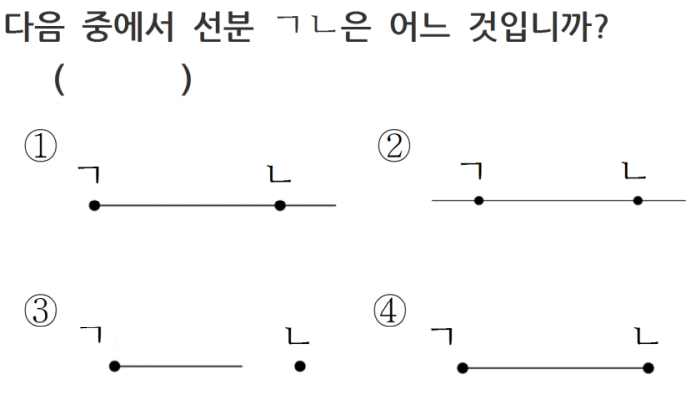 다음 중에서 선분 ㄱㄴ은 어느 것입니까?
( )
① ㄱ ㄴ
② ㄱ ㄴ
③ ㄱ ㄴ
④ ㄱ ㄴ